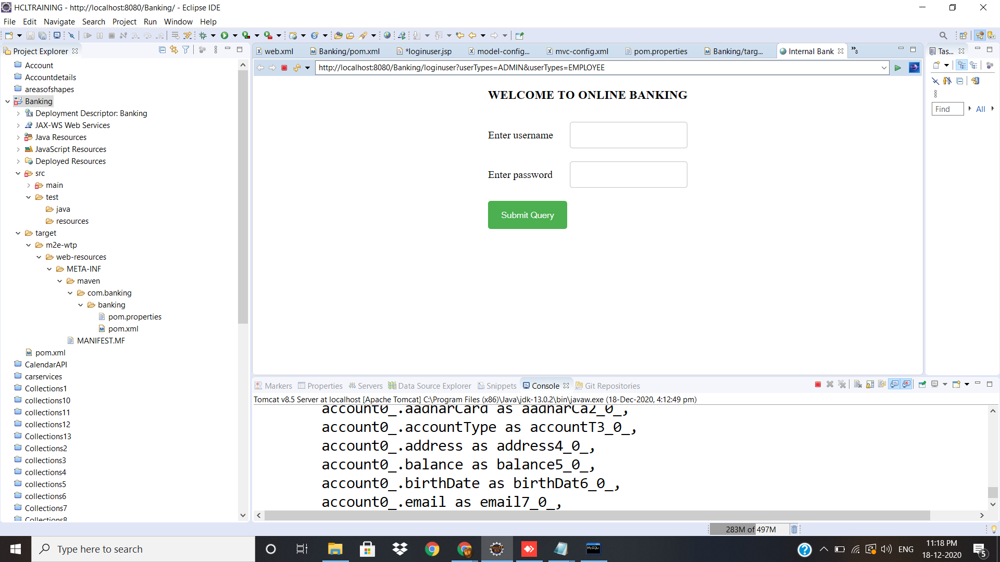 HCLTRAINING - http://localhost:8080/Banking/ - Eclipse IDE
File Edit Navigate Search Project Run Window Help
Project Explorer
Account
Accountdetails
areasofshapes
Banking
Deployment Descriptor: Banking
JAX-WS Web Services
Java Resources
JavaScript Resources
Deployed Resources
src
main
test
java
resources
target
m2e-wtp
web-resources
META-INF
maven
com.banking
banking
pom.properties
pom.xml
MANIFEST.MF
pom.xml
CalendarAPI
carservices
Collections1
collections10
collections11
collections12
Collections13
Collections2
collections3
collections4
collections5
collections6
Collections7
Collections8
web.xml Banking/pom.xml *loginuser.jsp model-config... mvc-config.xml pom.properties Banking/targ... Internal Bank »8
http://localhost:8080/Banking/loginuser?userTypes=ADMIN&userTypes=EMPLOYEE
WELCOME TO ONLINE BANKING
Enter username
Enter password
Submit Query
Tas...
Find All
Markers Properties Servers Data Source Explorer Snippets Console Git Repositories
Tomcat v8.5 Server at localhost [Apache Tomcat] C:\Program Files (x86)\Java\jdk-13.0.2\bin\javaw.exe (18-Dec-2020, 4:12:49 pm)
account0_.aadharCard as aadharCa2_0_,
account0_.accountType as accountT3_0_,
account0_.address as address4_0_,
account0_.balance as balance5_0_,
account0_.birthDate as birthDat6_0_,
account0_.email as email7_0_,
283M of 497M
Type here to search
ENG
11:18 PM
18-12-2020
5